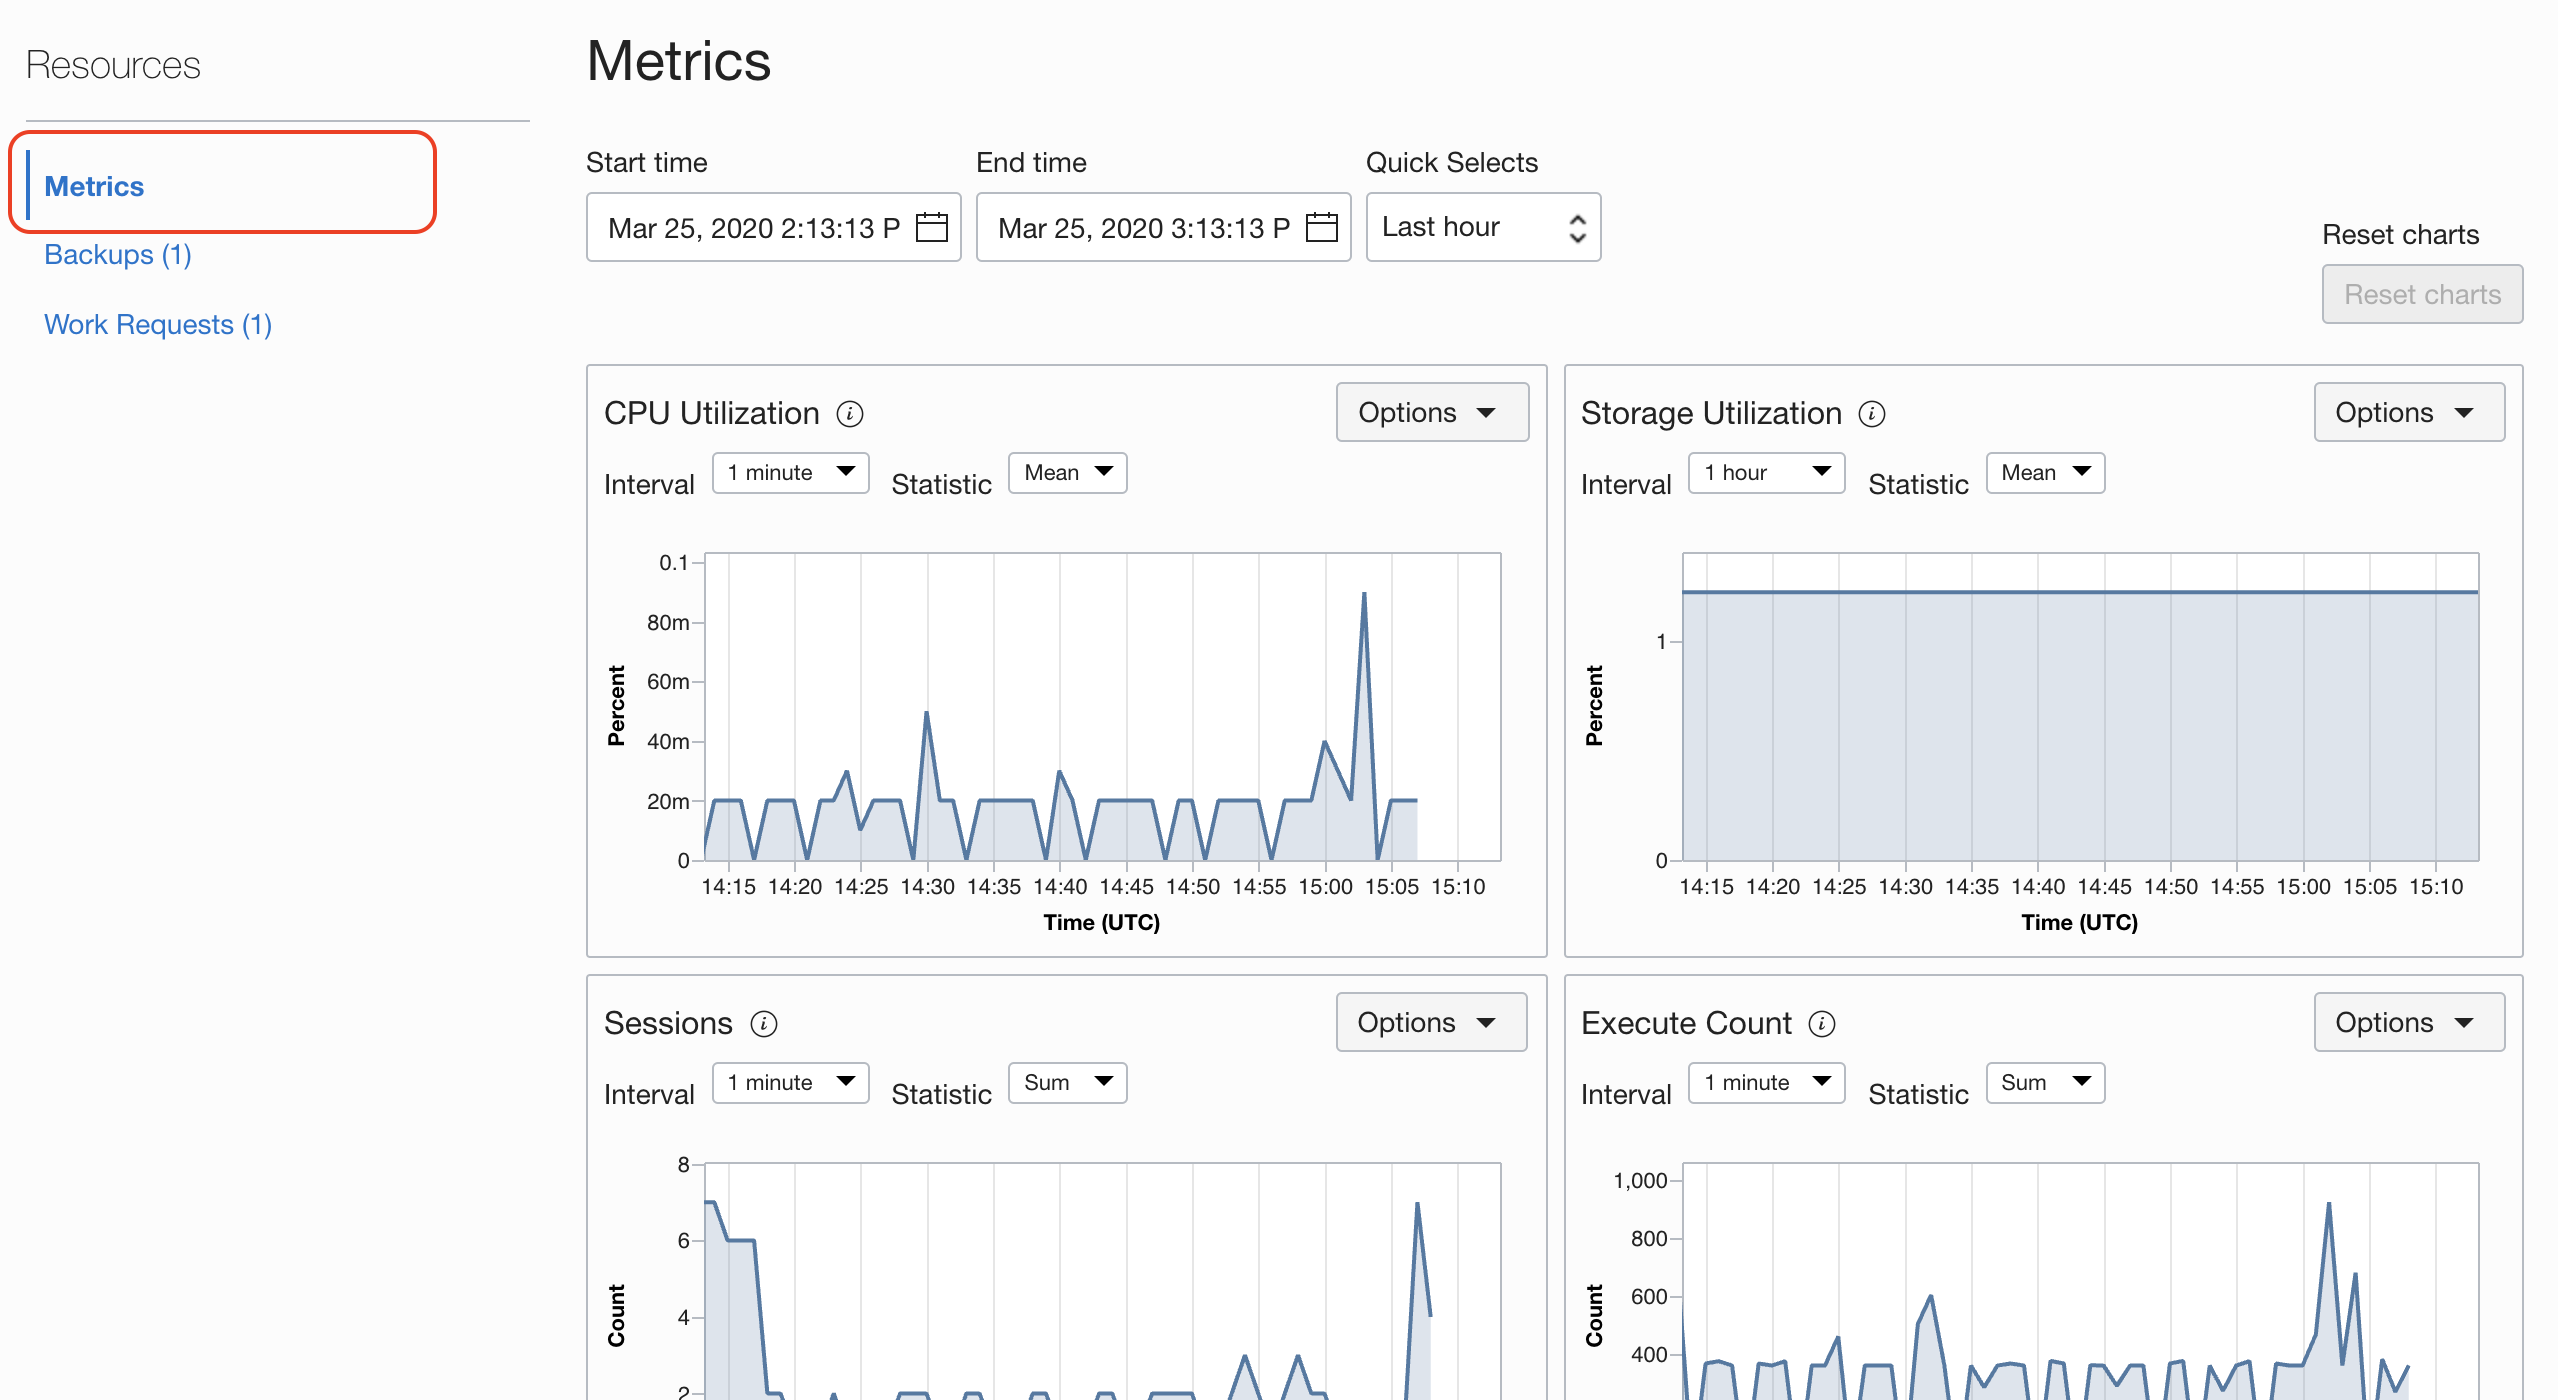 Resources
Metrics
Backups (1)
Work Requests (1)
Metrics
Start time End time Quick Selects
Mar 25, 2020 2:13:13 P Mar 25, 2020 3:13:13 P Last hour
Reset charts
Reset charts
CPU Utilization i Options
Interval 1 minute Statistic Mean
0.1
80m
60m
40m
20m
0
Percent
14:15 14:20 14:25 14:30 14:35 14:40 14:45 14:50 14:55 15:00 15:05 15:10
Time (UTC)
Storage Utilization i Options
Interval 1 hour Statistic Mean
1
0
Percent
14:15 14:20 14:25 14:30 14:35 14:40 14:45 14:50 14:55 15:00 15:05 15:10
Time (UTC)
Sessions i Options
Interval 1 minute Statistic Sum
8
6
4
2
Count
Execute Count i Options
Interval 1 minute Statistic Sum
1,000
800
600
400
Count